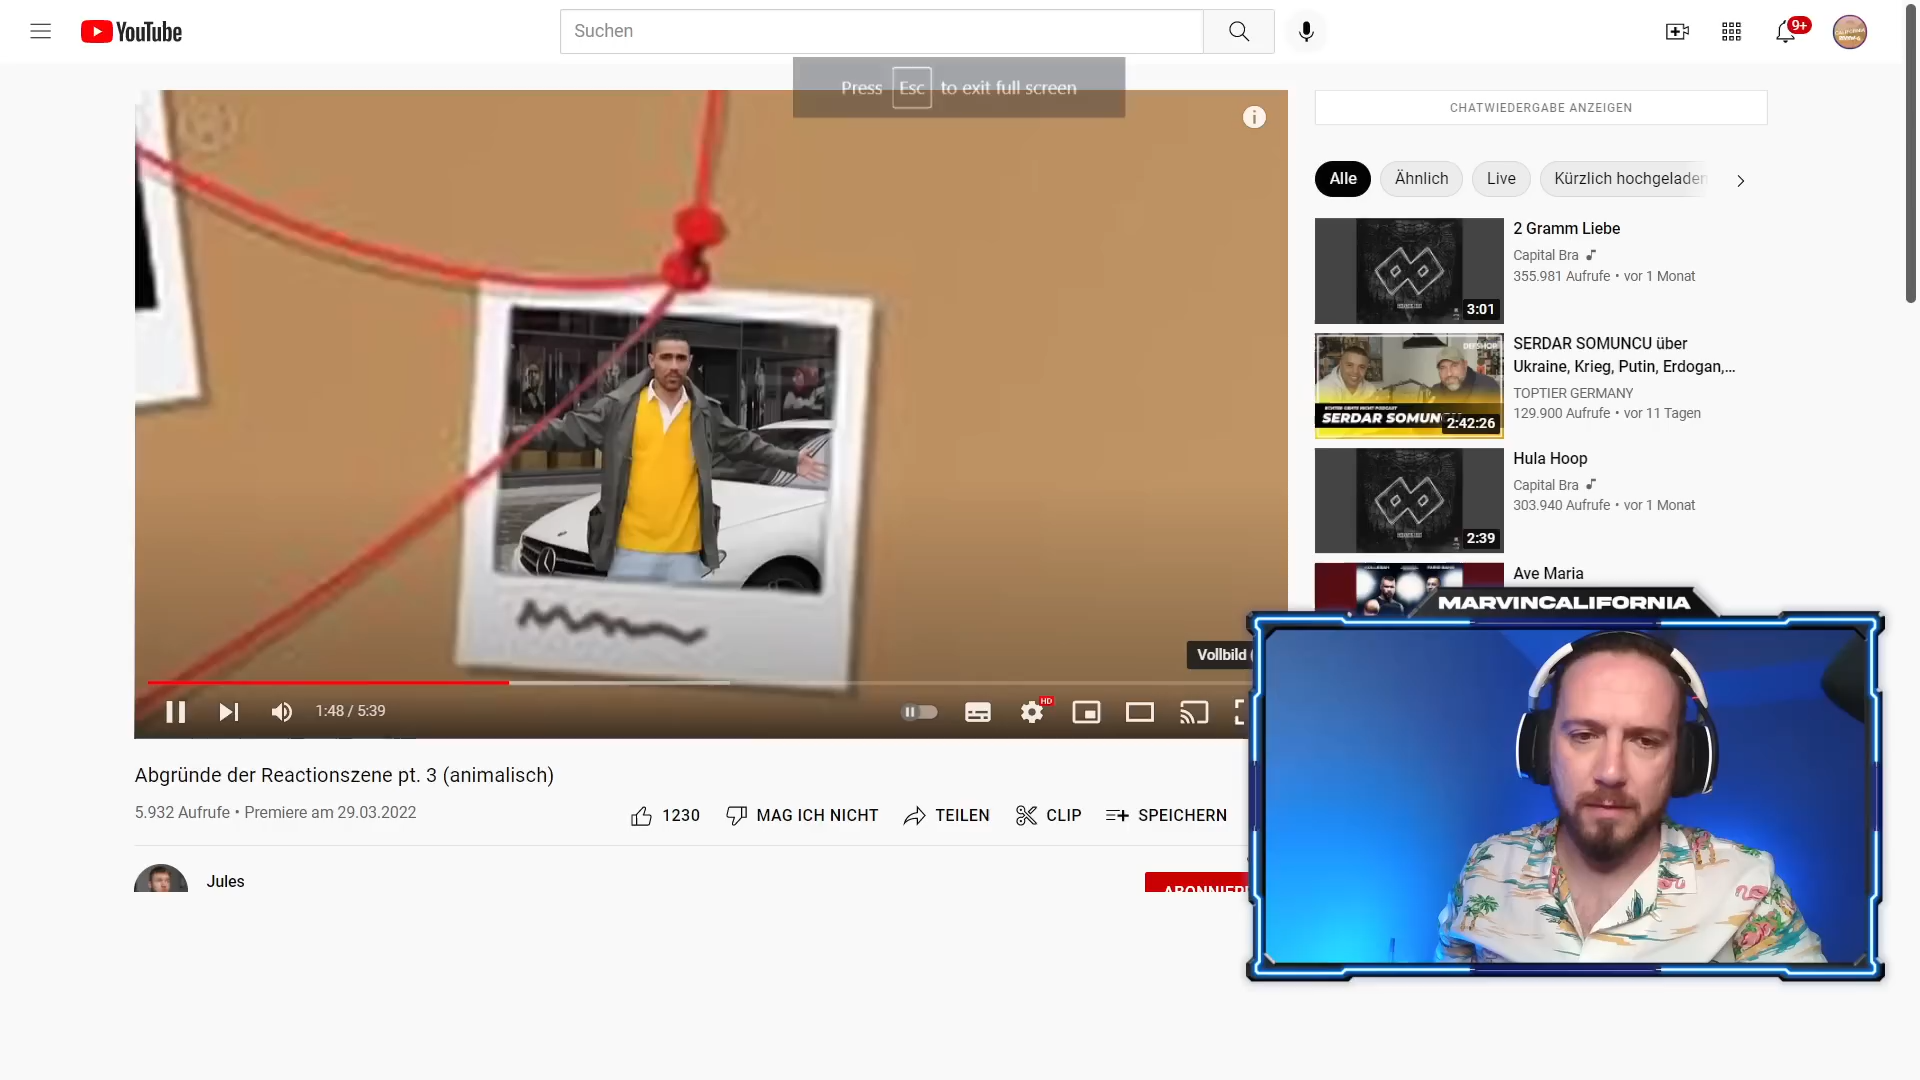 YouTube
Suchen
9+
Press Esc to exit full screen
CHATWIEDERGABE ANZEIGEN
Alle
Ähnlich
Live
Kürzlich hochgeladen
2 Gramm Liebe
Capital Bra
355.981 Aufrufe • vor 1 Monat
3:01
SERDAR SOMUNCU über
Ukraine, Krieg, Putin, Erdogan,...
TOPTIER GERMANY
129.900 Aufrufe • vor 11 Tagen
2:42:26
Hula Hoop
Capital Bra
303.940 Aufrufe • vor 1 Monat
2:39
Ave Maria
MARVINCALIFORNIA
Vollbild
1:48 / 5:39
HD
Abgründe der Reactionszene pt. 3 (animalisch)
5.932 Aufrufe • Premiere am 29.03.2022
1230
MAG ICH NICHT
TEILEN
CLIP
SPEICHERN
Jules